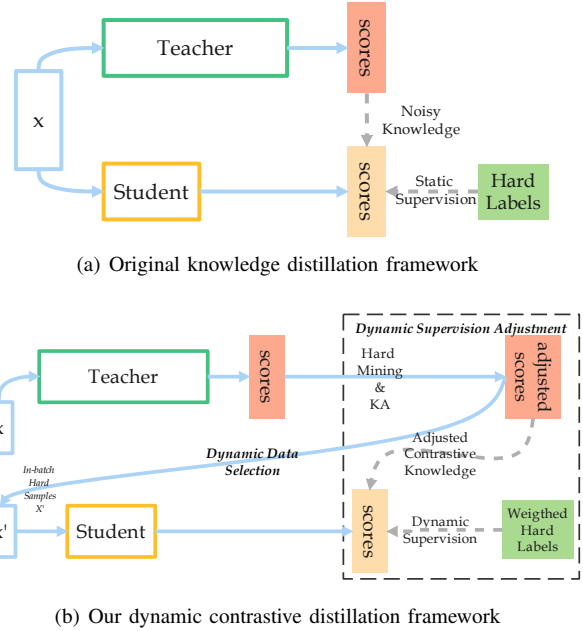 Teacher
scores
x
Noisy
Knowledge
Student
scores
Static
Supervision
Hard
Labels
(a) Original knowledge distillation framework
Dynamic Supervision Adjustment
Teacher
scores
Hard
Mining
&
KA
adjusted
scores
x
Adjusted
Contrastive
Knowledge
Dynamic Data
Selection
In-batch
Hard
Samples
X'
x'
Student
scores
Dynamic
Supervision
Weigthed
Hard
Labels
(b) Our dynamic contrastive distillation framework